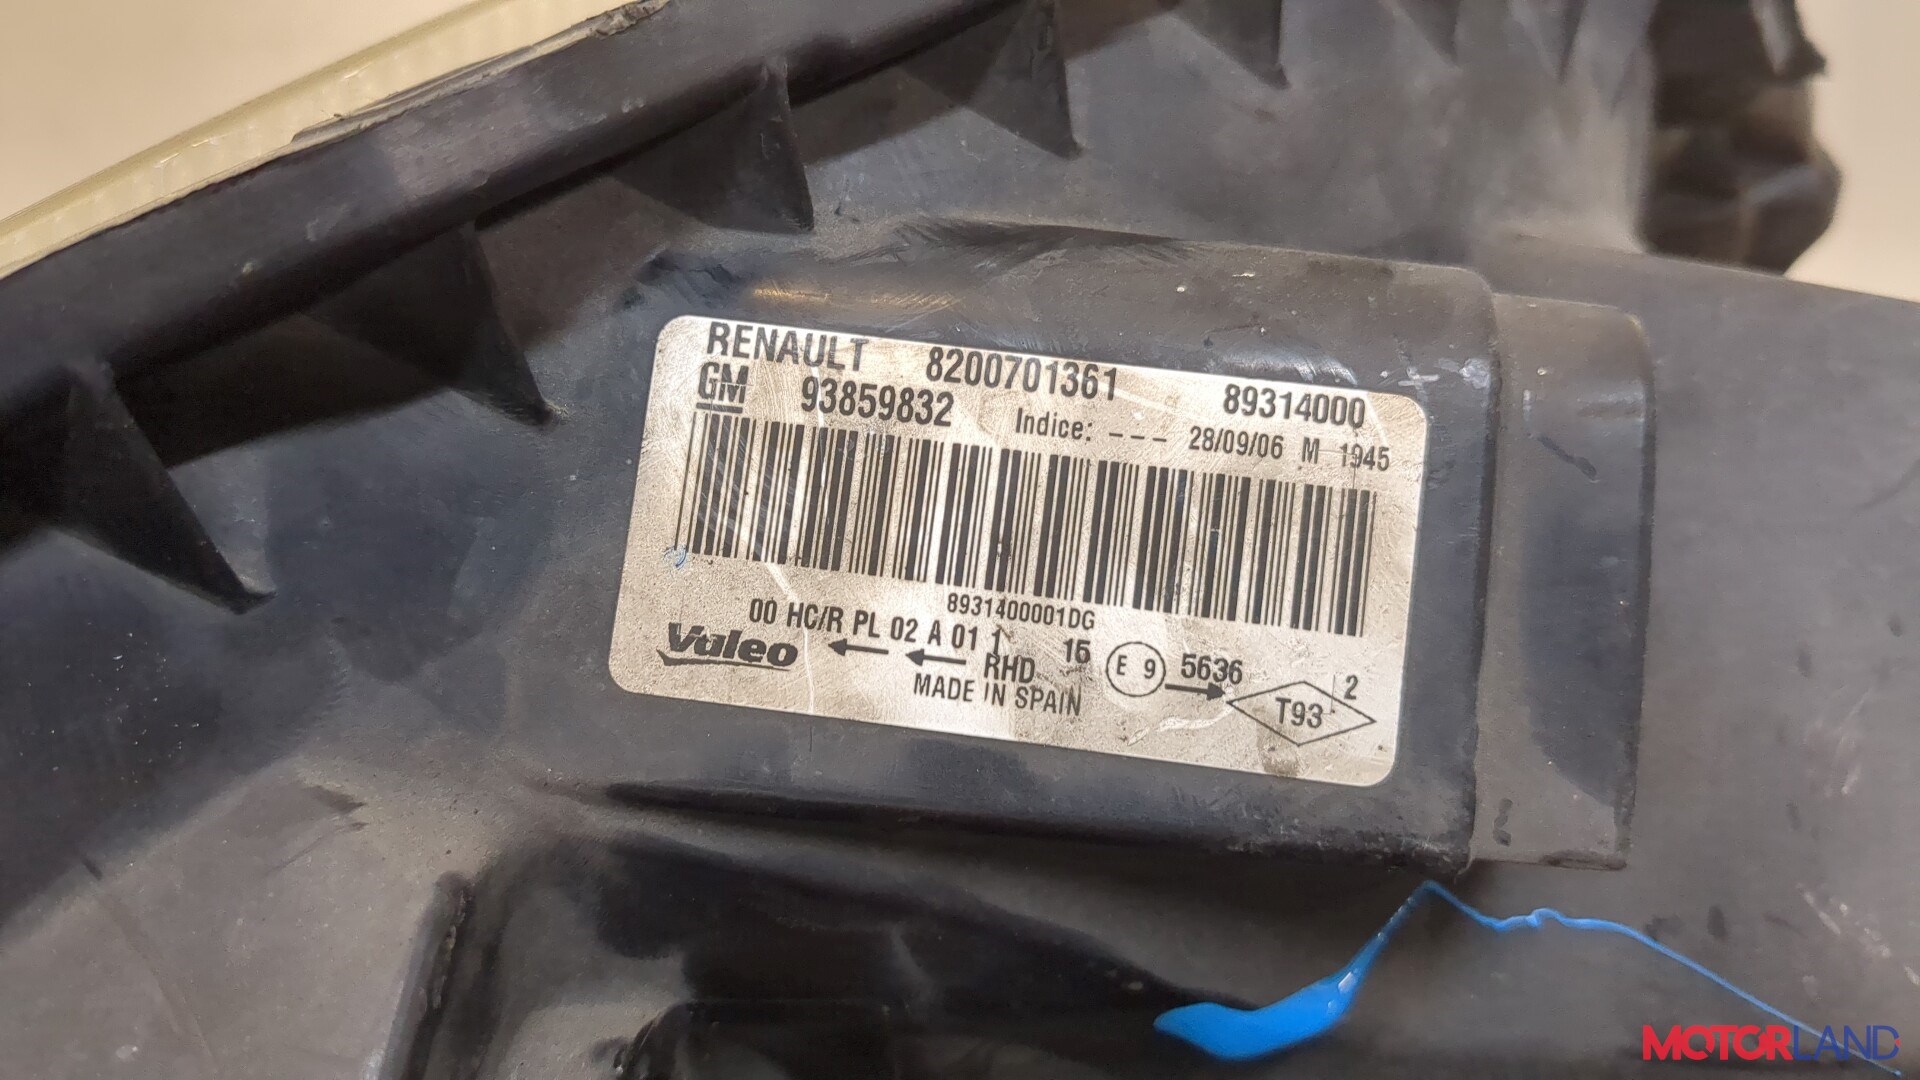 RENAULT 8200701361 89314000
GM 93859832 Indice: --- 28/09/06 M 1945
8931400001DG
00 HC/R PL 02 A 01 1 16 E 9 5636 2
Valeo RHD T93
MADE IN SPAIN
MOTORLAND